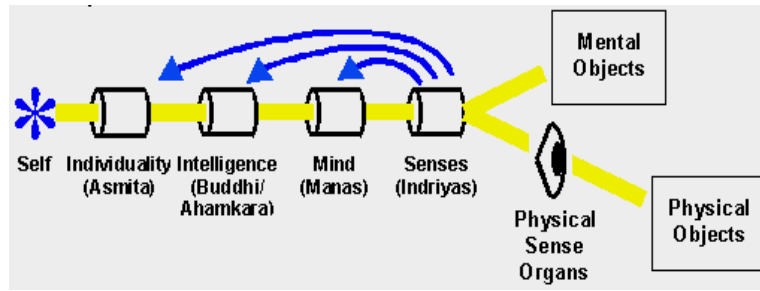 Mental
Objects
Self
Individuality
(Asmita)
Intelligence
(Buddhi/
Ahamkara)
Mind
(Manas)
Senses
(Indriyas)
Physical
Sense
Organs
Physical
Objects